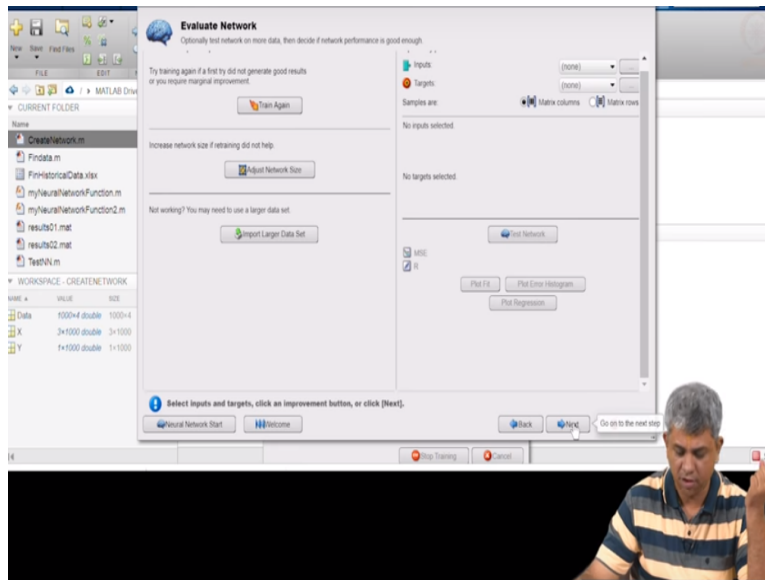 Evaluate Network
Optionally test network on more data, then decide if network performance is good enough.
New Save Find Files
FILE EDIT
/ ▸ MATLAB Drive
▼ CURRENT FOLDER
Name
CreateNetwork.m
Findata.m
FinHistoricalData.xlsx
myNeuralNetworkFunction.m
myNeuralNetworkFunction2.m
results01.mat
results02.mat
TestNN.m
▼ WORKSPACE - CREATENETWORK
NAME ▲ VALUE SIZE
Data 1000×4 double 1000×4
X 3×1000 double 3×1000
Y 1×1000 double 1×1000
Try training again if a first try did not generate good results
or you require marginal improvement.
Train Again
Increase network size if retraining did not help.
Adjust Network Size
Not working? You may need to use a larger data set.
Import Larger Data Set
Inputs: (none) ...
Targets: (none) ...
Samples are: Matrix columns Matrix rows
No inputs selected.
No targets selected.
Test Network
MSE
R
Plot Fit Plot Error Histogram
Plot Regression
Select inputs and targets, click an improvement button, or click [Next].
Neural Network Start Welcome Back Next Go on to the next step
Stop Training Cancel